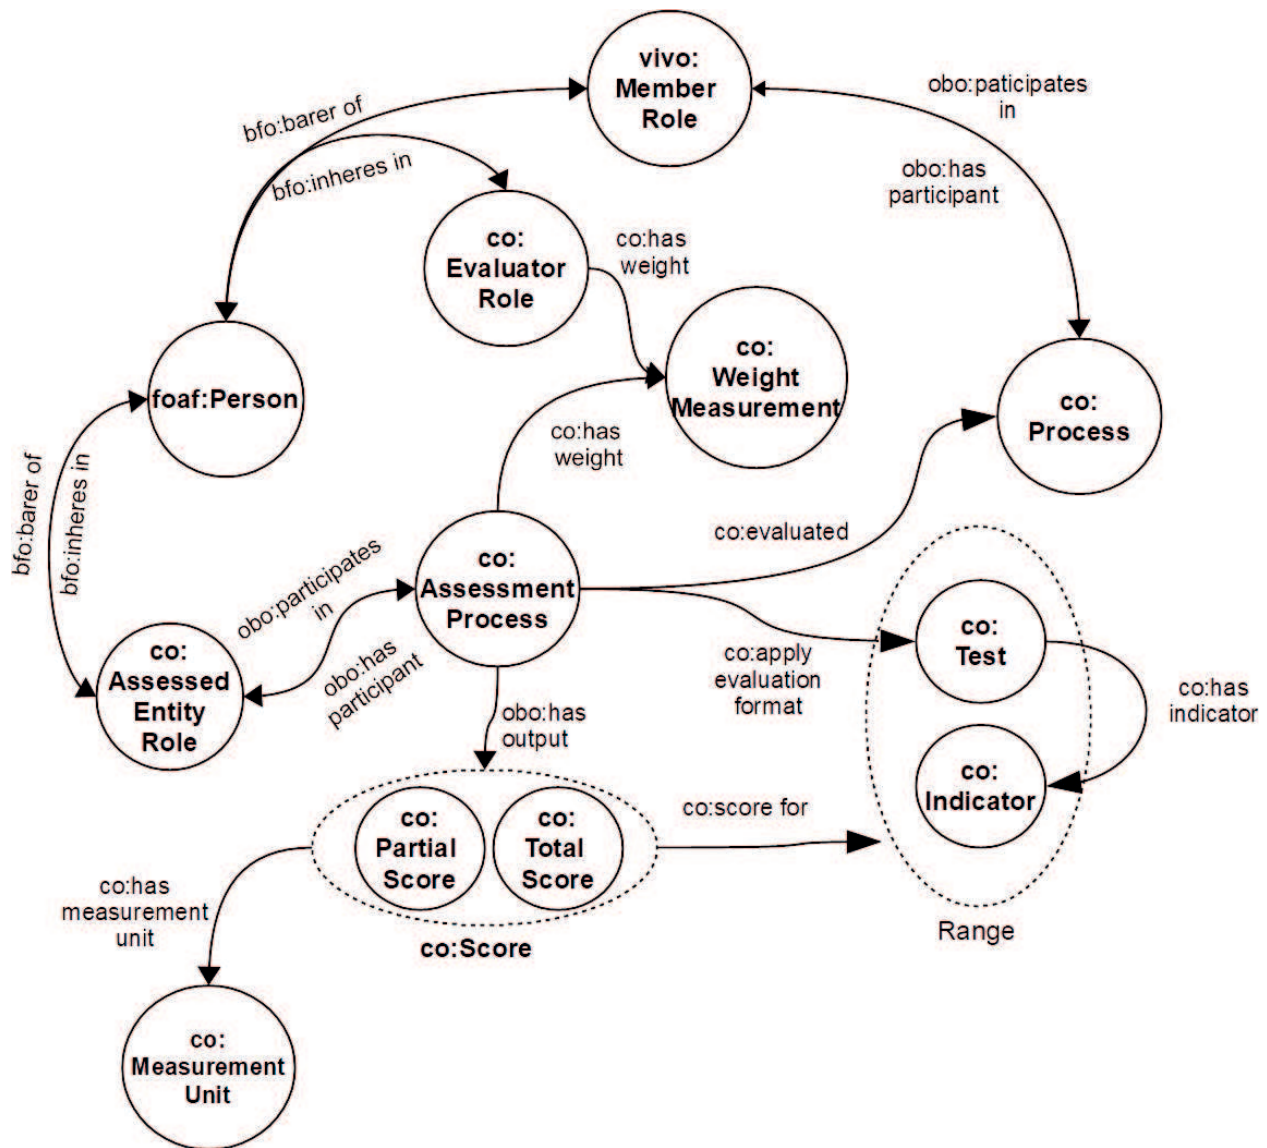 vivo:
Member
Role
bfo:barer of
bfo:inheres in
obo:paticipates
in
obo:has
participant
co:
Evaluator
Role
co:has
weight
co:
Weight
Measurement
foaf:Person
co:
Process
co:has
weight
bfo:barer of
bfo:inheres in
co:evaluated
obo:participates
in
obo:has
participant
co:
Assessment
Process
co:
Assessed
Entity
Role
co:apply
evaluation
format
co:
Test
co:has
indicator
co:
Indicator
obo:has
output
co:
Partial
Score
co:
Total
Score
co:score for
co:Score
Range
co:has
measurement
unit
co:
Measurement
Unit